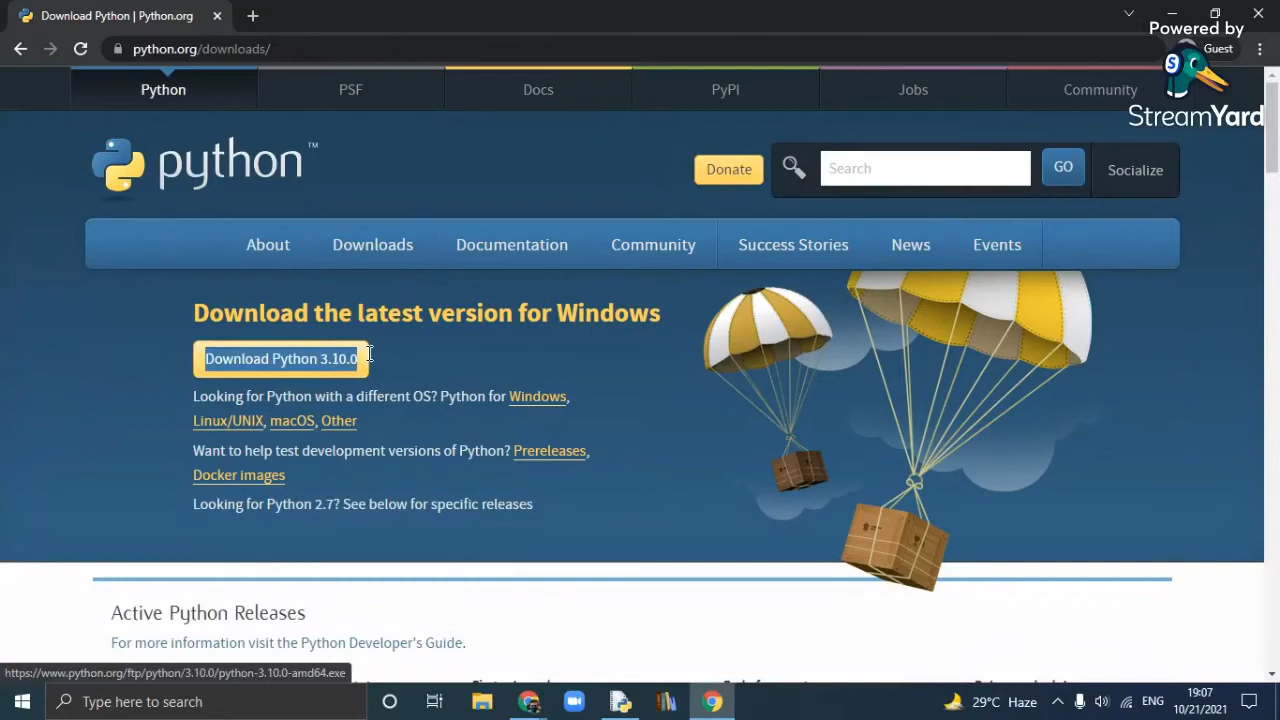 Download Python | Python.org
Powered by
python.org/downloads/
Guest
StreamYard
Python
PSF
Docs
PyPI
Jobs
Community
python™
Donate
Search
GO
Socialize
About
Downloads
Documentation
Community
Success Stories
News
Events
Download the latest version for Windows
Download Python 3.10.0
Looking for Python with a different OS? Python for Windows,
Linux/UNIX, macOS, Other
Want to help test development versions of Python? Prereleases,
Docker images
Looking for Python 2.7? See below for specific releases
Active Python Releases
For more information visit the Python Developer's Guide.
https://www.python.org/ftp/python/3.10.0/python-3.10.0-amd64.exe
Type here to search
29°C Haze
ENG
19:07
10/21/2021